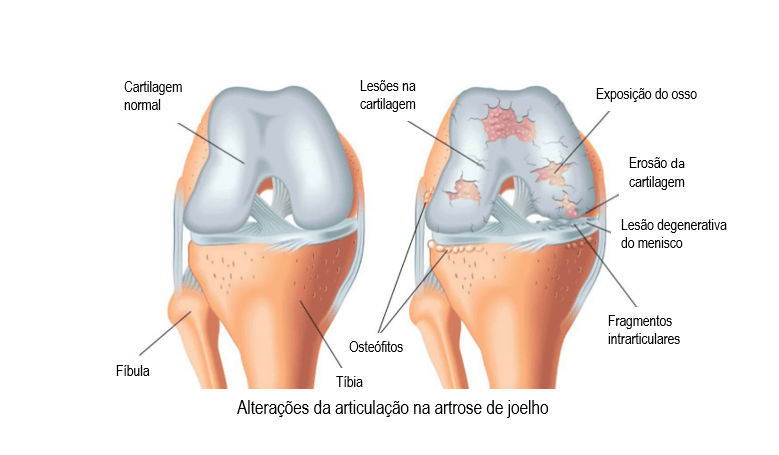 Cartilagem
normal
Lesões na
cartilagem
Exposição do osso
Erosão da
cartilagem
Lesão degenerativa
do menisco
Fragmentos
intrarticulares
Osteófitos
Fíbula
Tíbia
Alterações da articulação na artrose de joelho